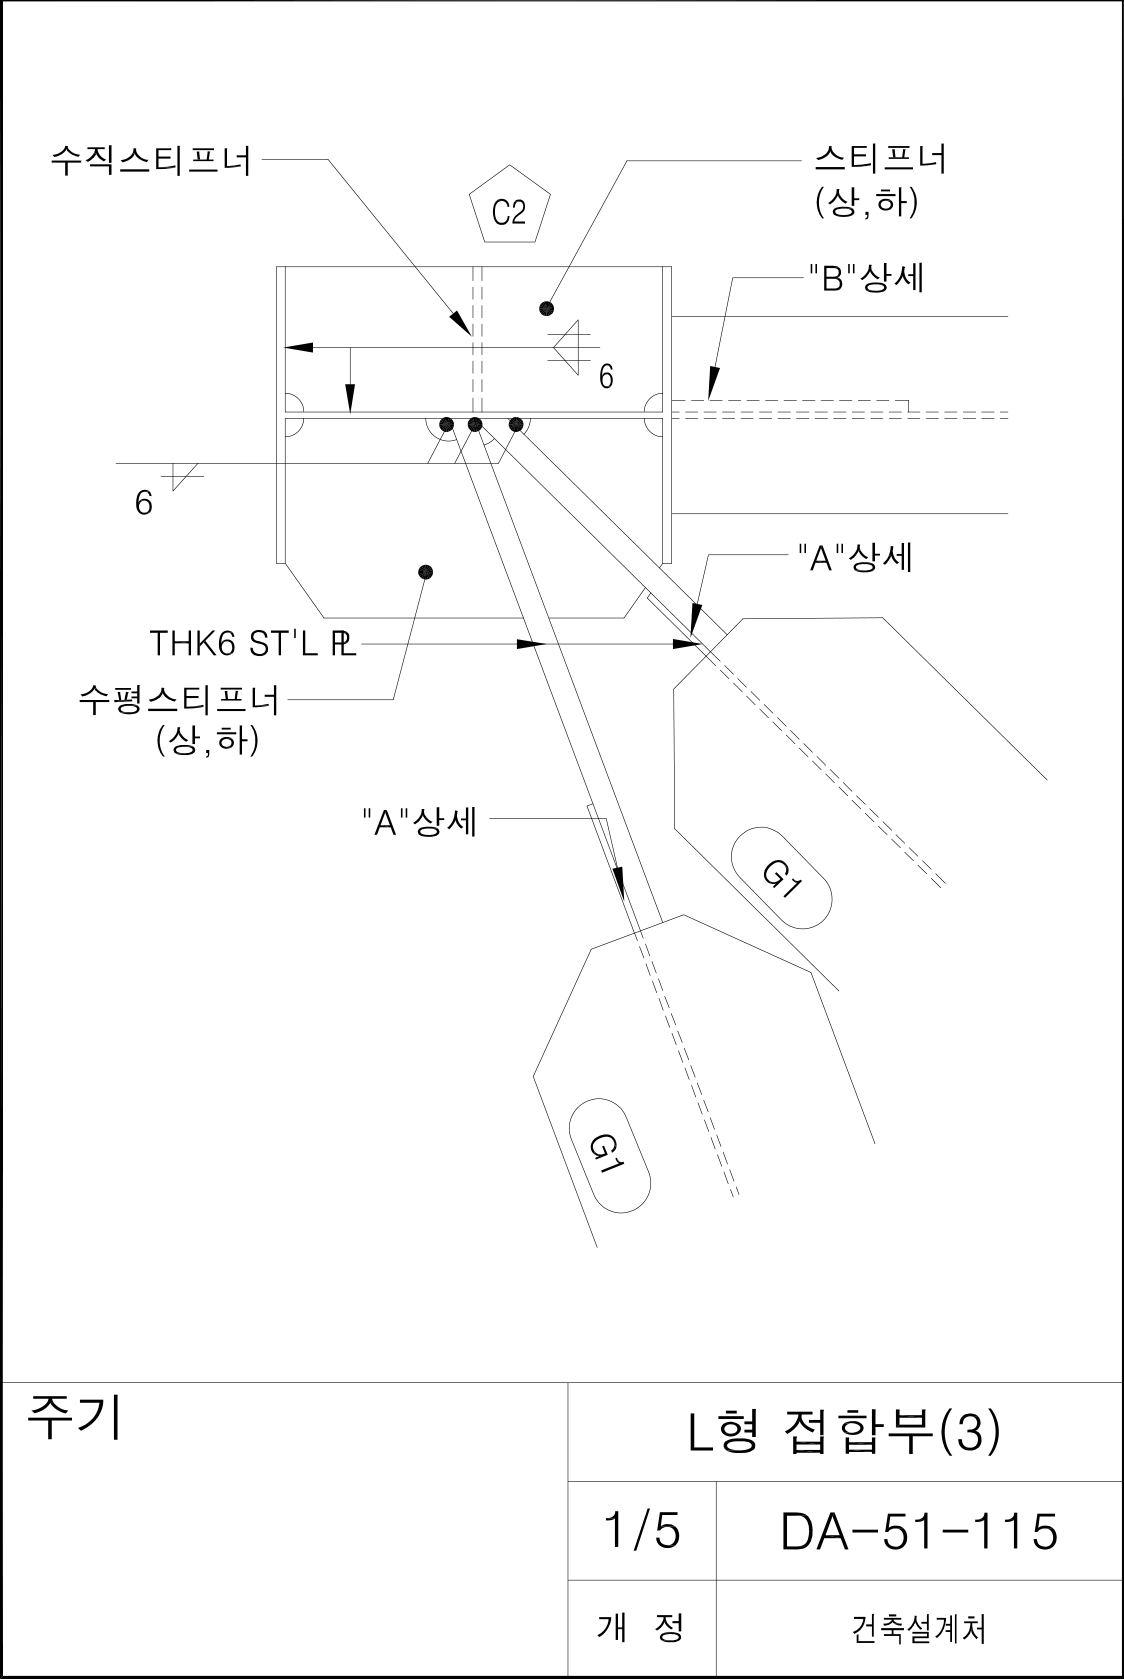 수직스티프너
스티프너
(상,하)
C2
"B"상세
6
6
"A"상세
THK6 ST'L PL
수평스티프너
(상,하)
"A"상세
G1
G1
주기
L형 접합부(3)
1/5
DA-51-115
개 정
건축설계처